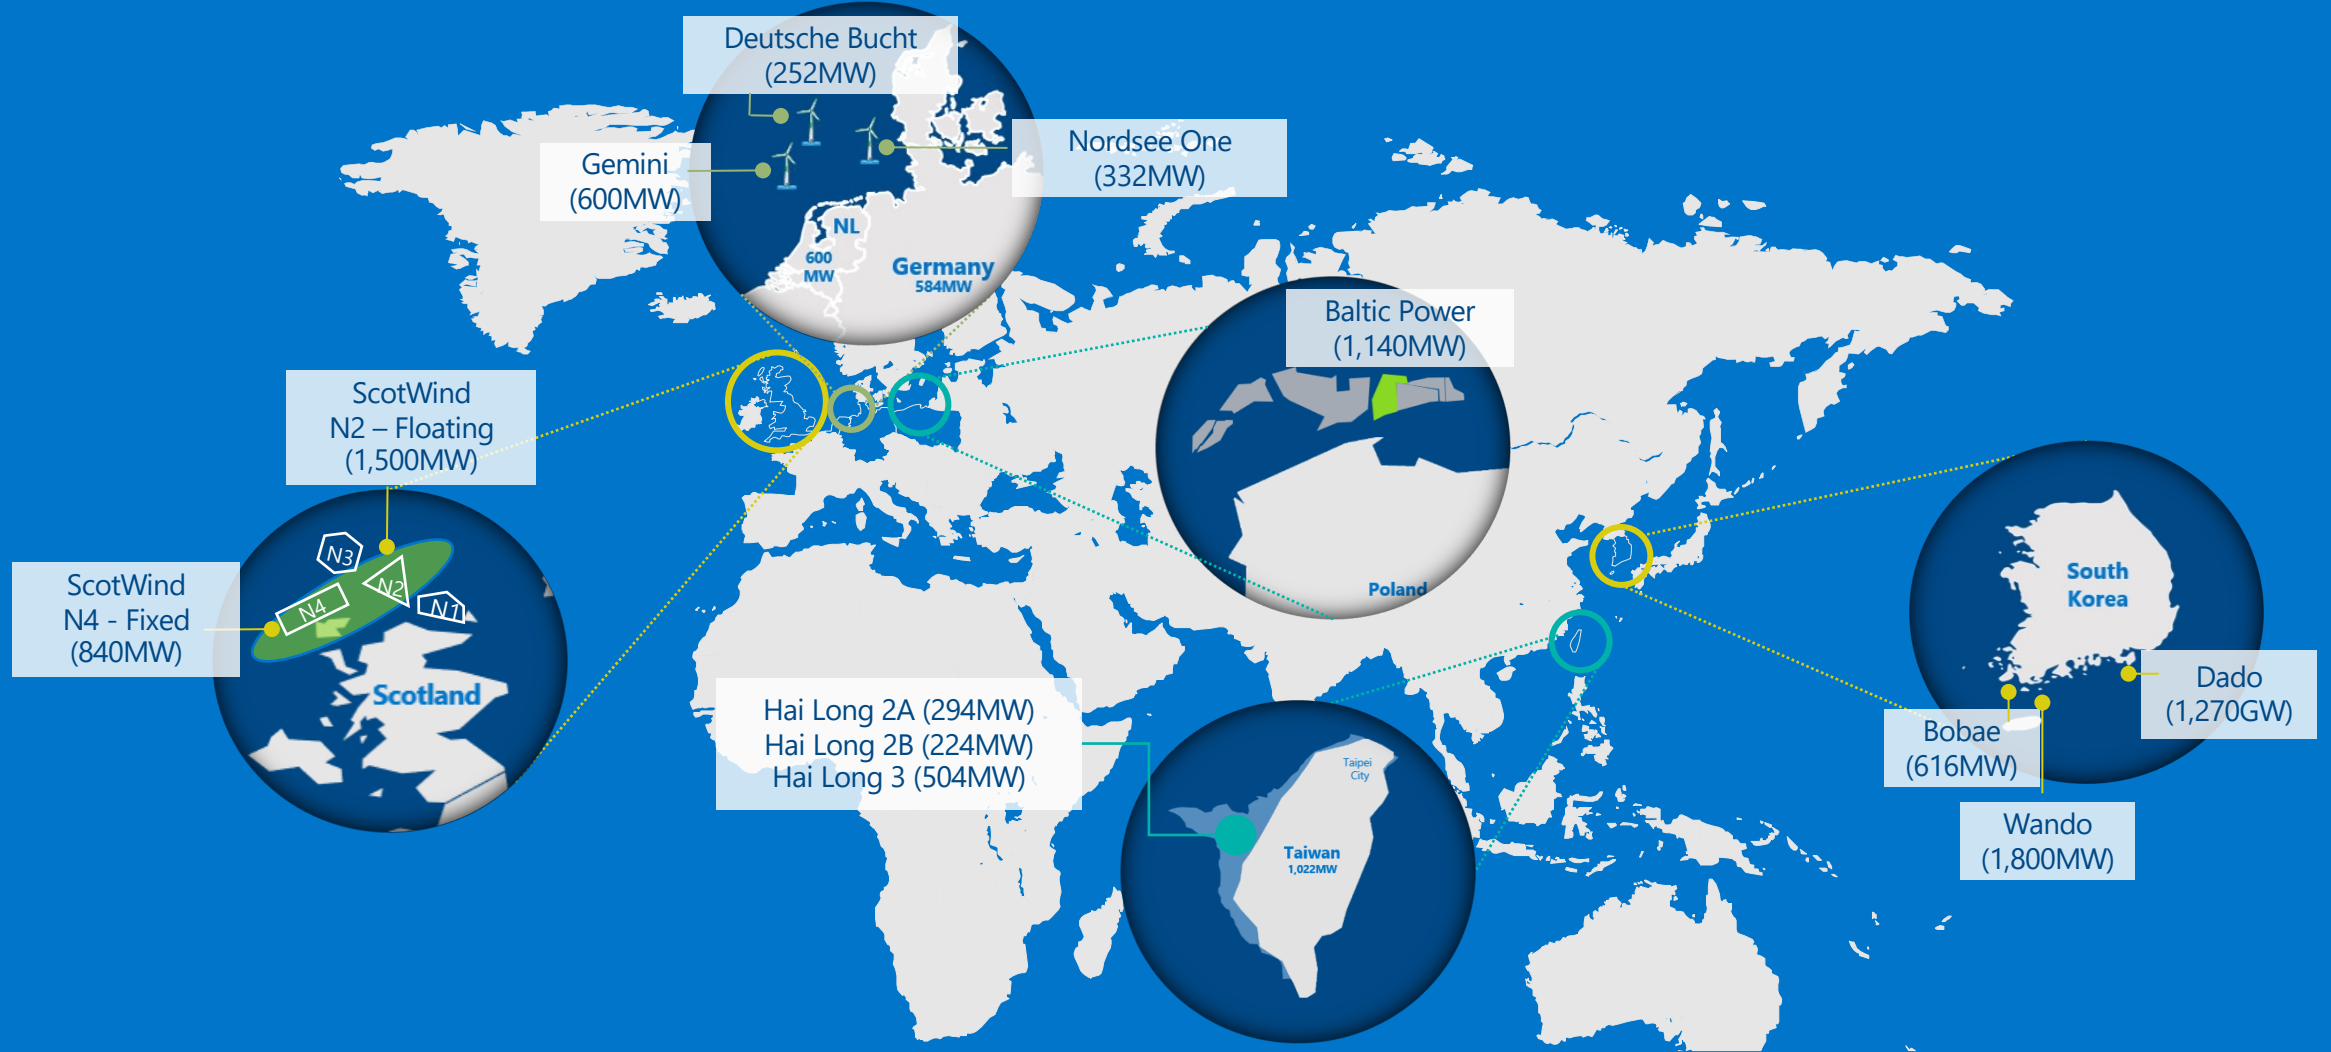 Deutsche Bucht
(252MW)
Gemini
(600MW)
Nordsee One
(332MW)
NL
600
MW
Germany
584MW
Baltic Power
(1,140MW)
Poland
ScotWind
N2 – Floating
(1,500MW)
ScotWind
N4 - Fixed
(840MW)
N3
N2
N4
N1
Scotland
Hai Long 2A (294MW)
Hai Long 2B (224MW)
Hai Long 3 (504MW)
Taipei
City
Taiwan
1,022MW
South
Korea
Dado
(1,270GW)
Bobae
(616MW)
Wando
(1,800MW)